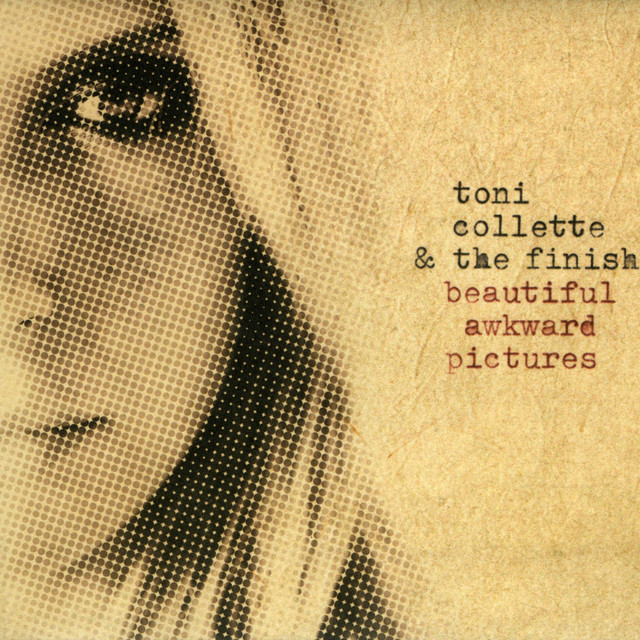 toni
collette
& the finish
beautiful
awkward
pictures